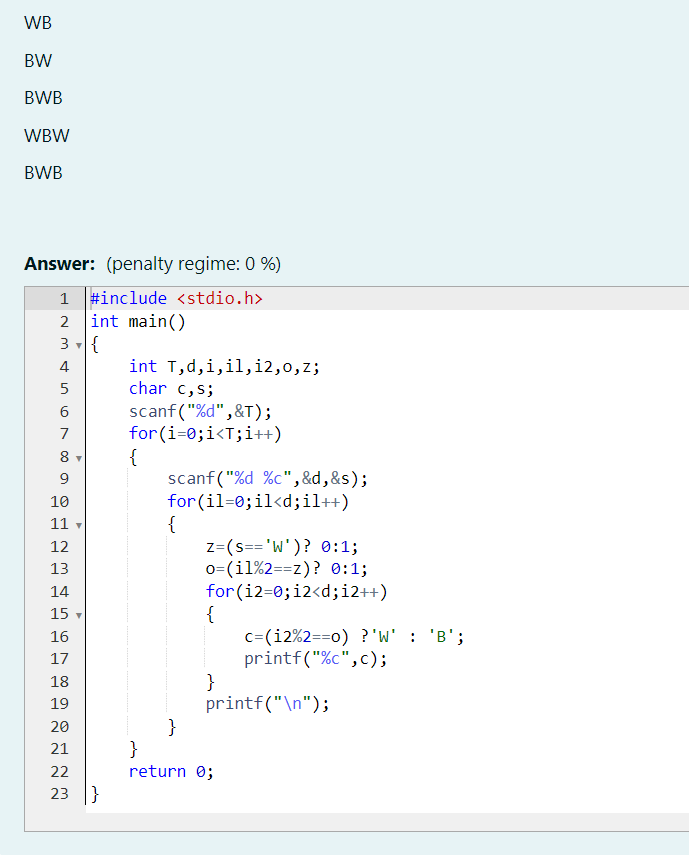 WB
BW
BWB
WBW
BWB
Answer: (penalty regime: 0 %)
1 #include <stdio.h>
2 int main()
3 {
4 int T,d,i,il,i2,o,z;
5 char c,s;
6 scanf("%d",&T);
7 for(i=0;i<T;i++)
8 {
9 scanf("%d %c",&d,&s);
10 for(il=0;il<d;il++)
11 {
12 z=(s=='W')? 0:1;
13 o=(il%2==z)? 0:1;
14 for(i2=0;i2<d;i2++)
15 {
16 c=(i2%2==o) ?'W' : 'B';
17 printf("%c",c);
18 }
19 printf("\n");
20 }
21 }
22 return 0;
23 }